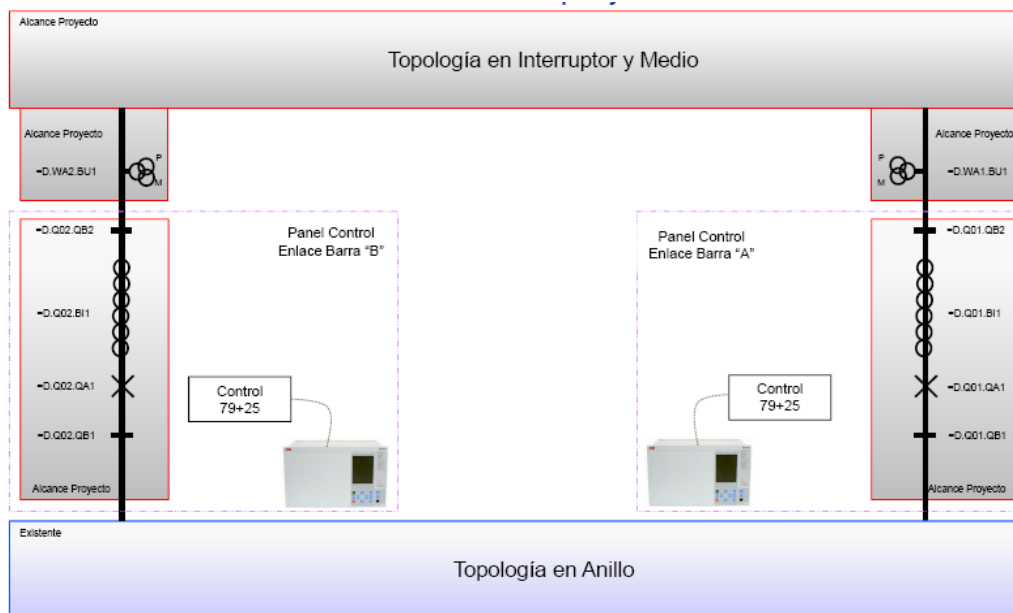 Alcance Proyecto
Topología en Interruptor y Medio
Alcance Proyecto
=D.WA2.BU1
P
M
Alcance Proyecto
=D.WA1.BU1
P
M
=D.Q02.QB2
Panel Control
Enlace Barra "B"
=D.Q02.BI1
=D.Q02.QA1
Control
79+25
=D.Q02.QB1
Alcance Proyecto
Panel Control
Enlace Barra "A"
=D.Q01.QB2
=D.Q01.BI1
Control
79+25
=D.Q01.QA1
=D.Q01.QB1
Alcance Proyecto
Existente
Topología en Anillo